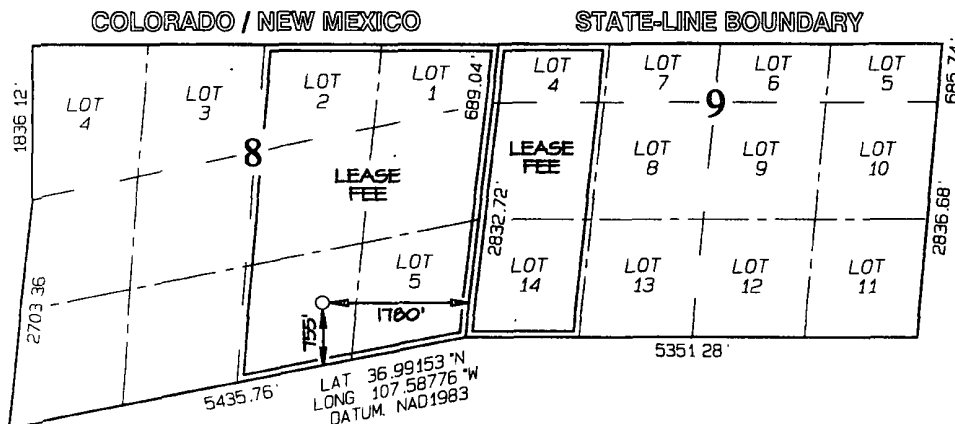 COLORADO / NEW MEXICO STATE-LINE BOUNDARY
1836.12'
LOT 4
LOT 3
8
LOT 2
LOT 1
689.04'
LEASE
FEE
2703.36
LOT 5
1780'
755'
5435.76'
LAT 36.99153 °N
LONG 107.58776 °W
DATUM. NAD1983
2832.72'
LOT 4
LOT 7
9
LOT 6
LOT 5
685.74'
LEASE
FEE
LOT 8
LOT 9
LOT 10
2836.68'
LOT 14
LOT 13
LOT 12
LOT 11
5351.28'